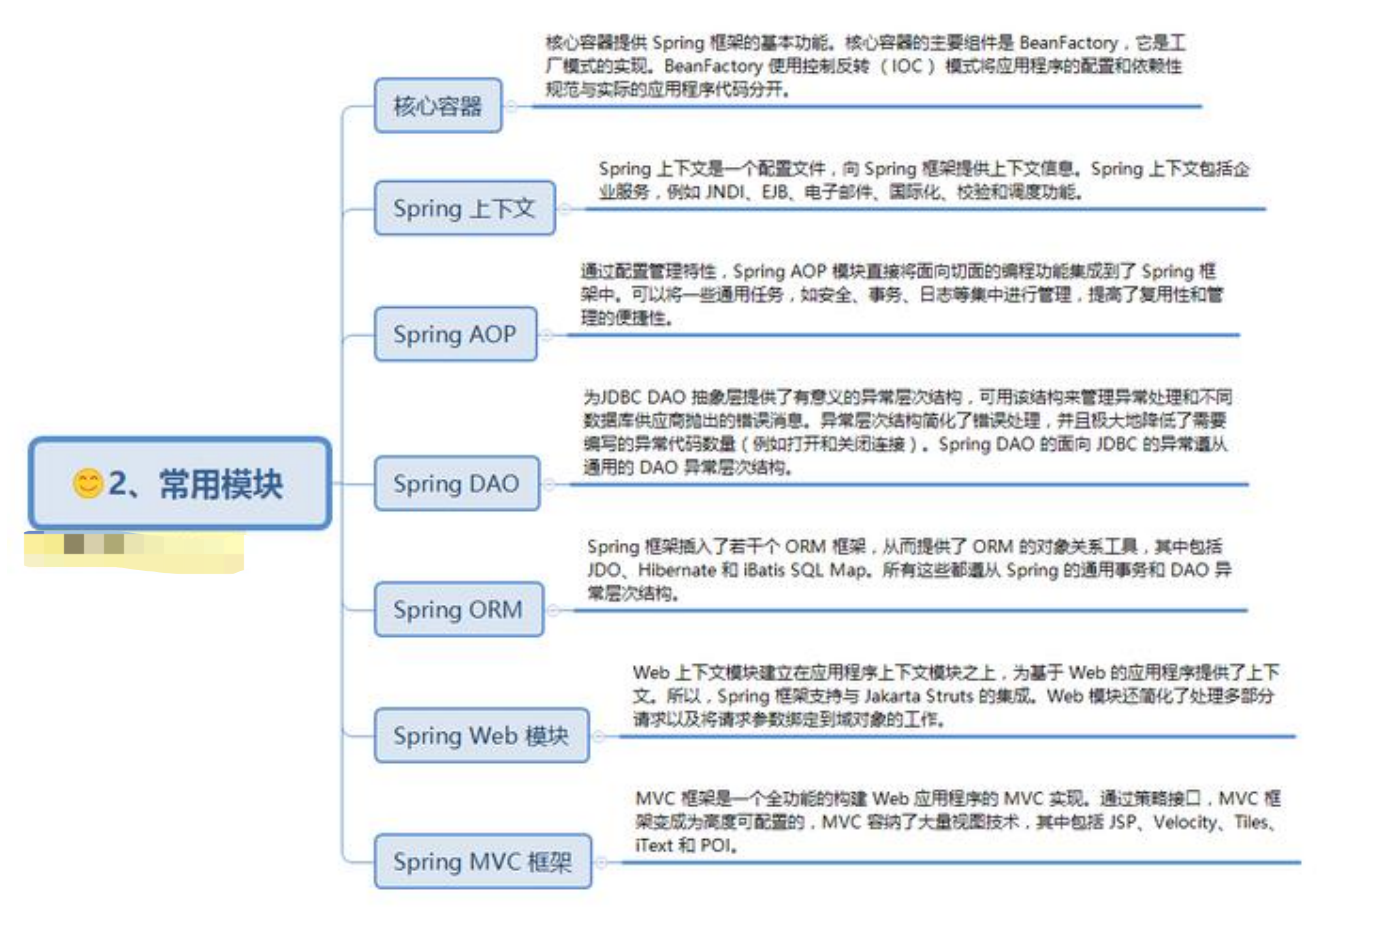 核心容器提供 Spring 框架的基本功能。核心容器的主要组件是 BeanFactory，它是工
厂模式的实现。BeanFactory 使用控制反转 （ IOC ） 模式将应用程序的配置和依赖性
规范与实际的应用程序代码分开。
核心容器
Spring 上下文是一个配置文件，向 Spring 框架提供上下文信息。Spring 上下文包括企
业服务，例如 JNDI、EJB、电子邮件、国际化、校验和调度功能。
Spring 上下文
通过配置管理特性，Spring AOP 模块直接将面向切面的编程功能集成到了 Spring 框
架中。可以将一些通用任务，如安全、事务、日志等集中进行管理，提高了复用性和管
理的便捷性。
Spring AOP
为JDBC DAO 抽象层提供了有意义的异常层次结构，可用该结构来管理异常处理和不同
数据库供应商抛出的错误消息。异常层次结构简化了错误处理，并且极大地降低了需要
编写的异常代码数量（例如打开和关闭连接）。Spring DAO 的面向 JDBC 的异常遵从
通用的 DAO 异常层次结构。
Spring DAO
😊2、常用模块
Spring 框架插入了若干个 ORM 框架，从而提供了 ORM 的对象关系工具，其中包括
JDO、Hibernate 和 iBatis SQL Map。所有这些都遵从 Spring 的通用事务和 DAO 异
常层次结构。
Spring ORM
Web 上下文模块建立在应用程序上下文模块之上，为基于 Web 的应用程序提供了上下
文。所以，Spring 框架支持与 Jakarta Struts 的集成。Web 模块还简化了处理多部分
请求以及将请求参数绑定到域对象的工作。
Spring Web 模块
MVC 框架是一个全功能的构建 Web 应用程序的 MVC 实现。通过策略接口，MVC 框
架变成为高度可配置的，MVC 容纳了大量视图技术，其中包括 JSP、Velocity、Tiles、
iText 和 POI。
Spring MVC 框架